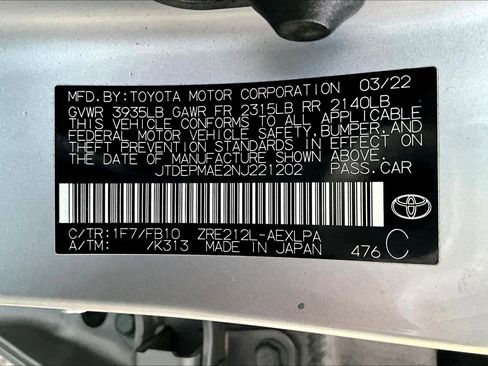 MFD.BY:TOYOTA MOTOR CORPORATION 03/22
GVWR 3935LB GAWR FR 2315LB RR 2140LB
THIS VEHICLE CONFORMS TO ALL APPLICABLE
FEDERAL MOTOR VEHICLE SAFETY,BUMPER,AND
THEFT PREVENTION STANDARDS IN EFFECT ON
THE DATE OF MANUFACTURE SHOWN ABOVE.
JTDEPMAE2NJ221202 PASS.CAR
C/TR:1F7/FB10 ZRE212L-AEXLPA
A/TM: /K313 MADE IN JAPAN 476 C